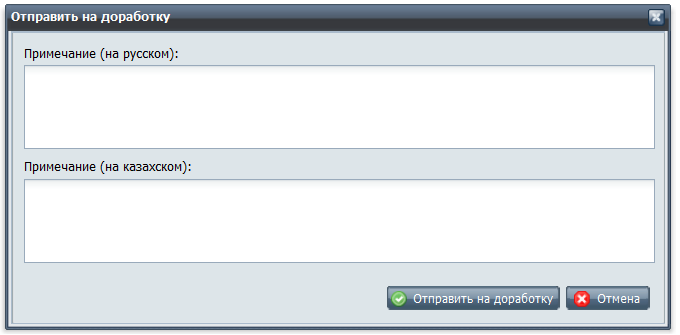 Отправить на доработку
Примечание (на русском):
Примечание (на казахском):
Отправить на доработку
Отмена